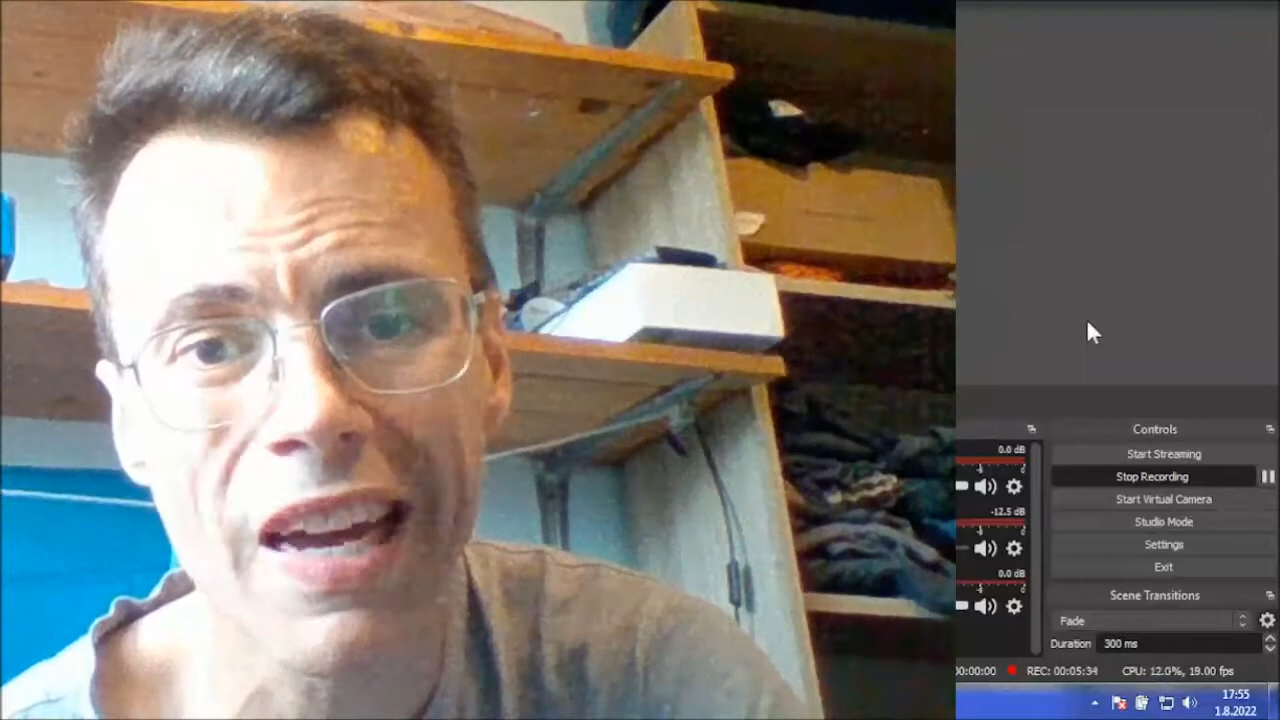 0.0 dB
Controls
Start Streaming
Stop Recording
-12.5 dB
Start Virtual Camera
Studio Mode
Settings
0.0 dB
Exit
Scene Transitions
Fade
Duration 300 ms
00:00:00 REC: 00:05:34 CPU: 12.0%, 19.00 fps
17:55
1.8.2022